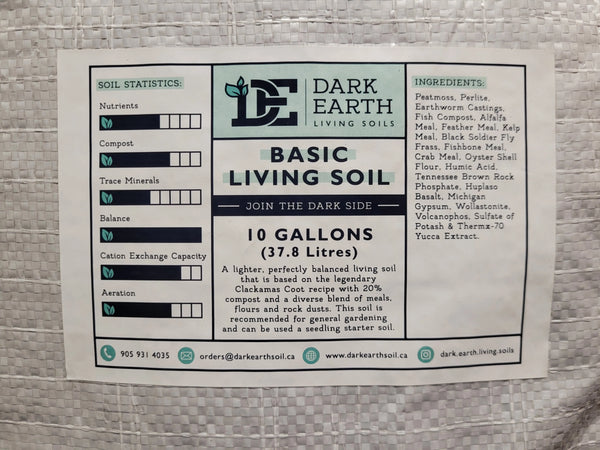 SOIL STATISTICS:
Nutrients
Compost
Trace Minerals
Balance
Cation Exchange Capacity
Aeration
DE
DARK
EARTH
LIVING SOILS
BASIC
LIVING SOIL
JOIN THE DARK SIDE
10 GALLONS
(37.8 Litres)
A lighter, perfectly balanced living soil
that is based on the legendary
Clackamas Coot recipe with 20%
compost and a diverse blend of meals,
flours and rock dusts. This soil is
recommended for general gardening
and can be used a seedling starter soil.
INGREDIENTS:
Peatmoss, Perlite,
Earthworm Castings,
Fish Compost, Alfalfa
Meal, Feather Meal, Kelp
Meal, Black Soldier Fly
Frass, Fishbone Meal,
Crab Meal, Oyster Shell
Flour, Humic Acid,
Tennessee Brown Rock
Phosphate, Huplaso
Basalt, Michigan
Gypsum, Wollastonite,
Volcanophos, Sulfate of
Potash & Thermx-70
Yucca Extract.
905 931 4035 orders@darkearthsoil.ca www.darkearthsoil.ca dark.earth.living.soils